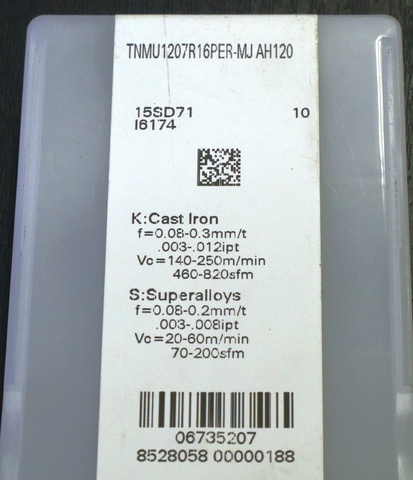 TNMU1207R16PER-MJ AH120
15SD71 10
I6174
K:Cast Iron
f=0.08-0.3mm/t
.003-.012ipt
Vc=140-250m/min
460-820sfm
S:Superalloys
f=0.08-0.2mm/t
.003-.008ipt
Vc=20-60m/min
70-200sfm
06735207
8528058 00000188